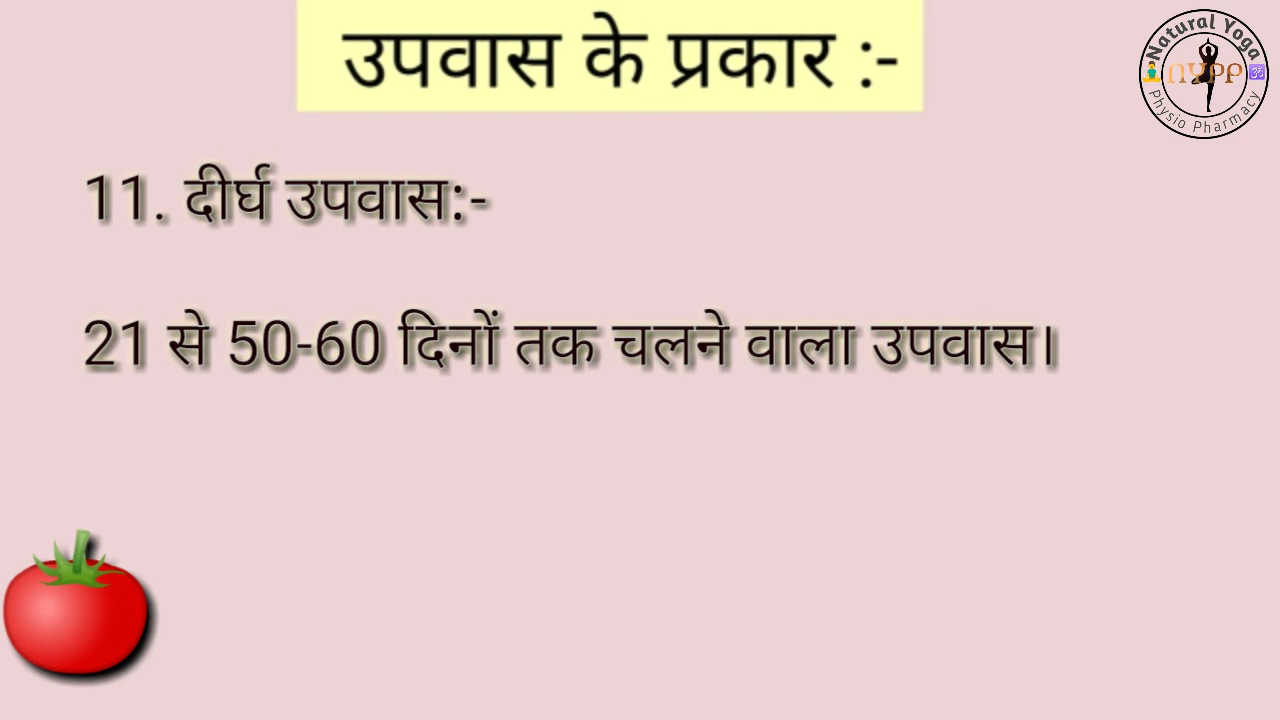 उपवास के प्रकार :-
Natural Yoga
NYPP
Physio Pharmacy
11. दीर्घ उपवास:-
21 से 50-60 दिनों तक चलने वाला उपवास।